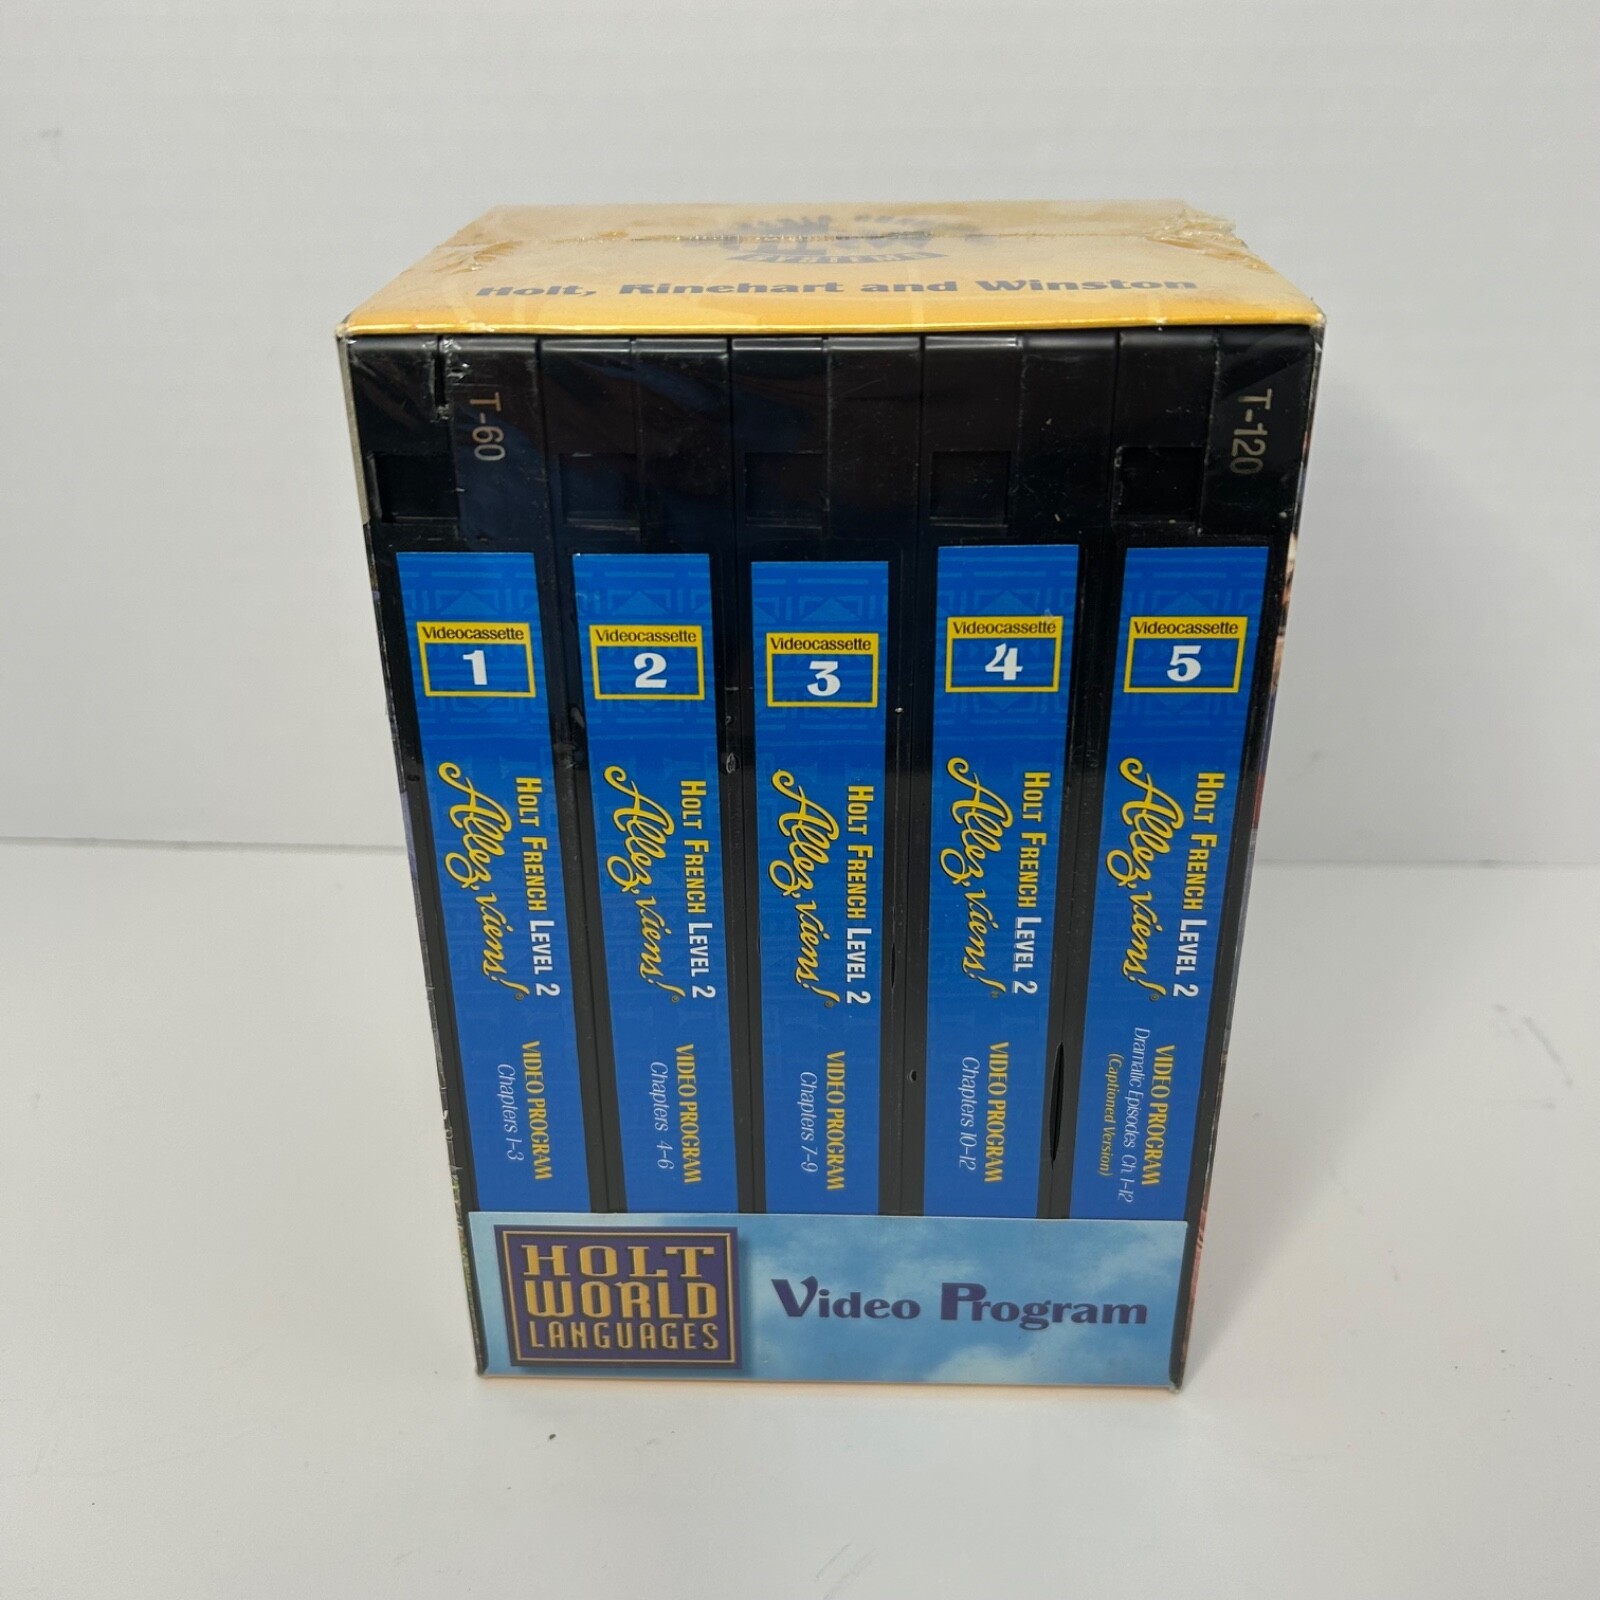 Holt, Rinehart and Winston
T-60
T-120
Videocassette
1
HOLT FRENCH LEVEL 2
Allez, viens!®
VIDEO PROGRAM
Chapters 1-3
Videocassette
2
HOLT FRENCH LEVEL 2
Allez, viens!®
VIDEO PROGRAM
Chapters 4-6
Videocassette
3
HOLT FRENCH LEVEL 2
Allez, viens!®
VIDEO PROGRAM
Chapters 7-9
Videocassette
4
HOLT FRENCH LEVEL 2
Allez, viens!®
VIDEO PROGRAM
Chapters 10-12
Videocassette
5
HOLT FRENCH LEVEL 2
Allez, viens!®
VIDEO PROGRAM
Dramatic Episodes Ch. 1-12
(Captioned Version)
HOLT
WORLD
LANGUAGES
Video Program